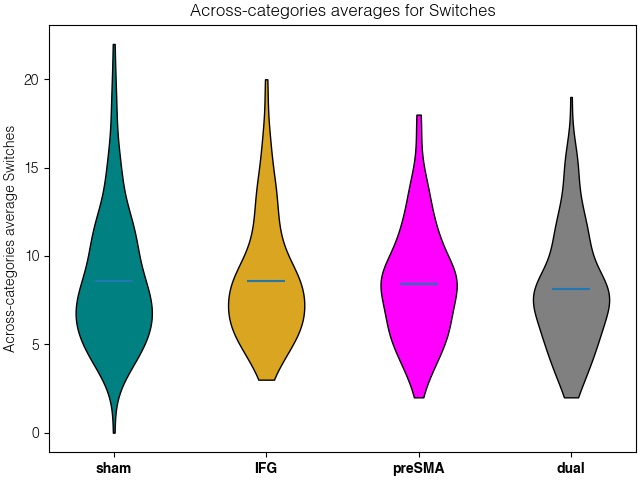 Across-categories averages for Switches
Across-categories average Switches
20
15
10
5
0
sham
IFG
preSMA
dual